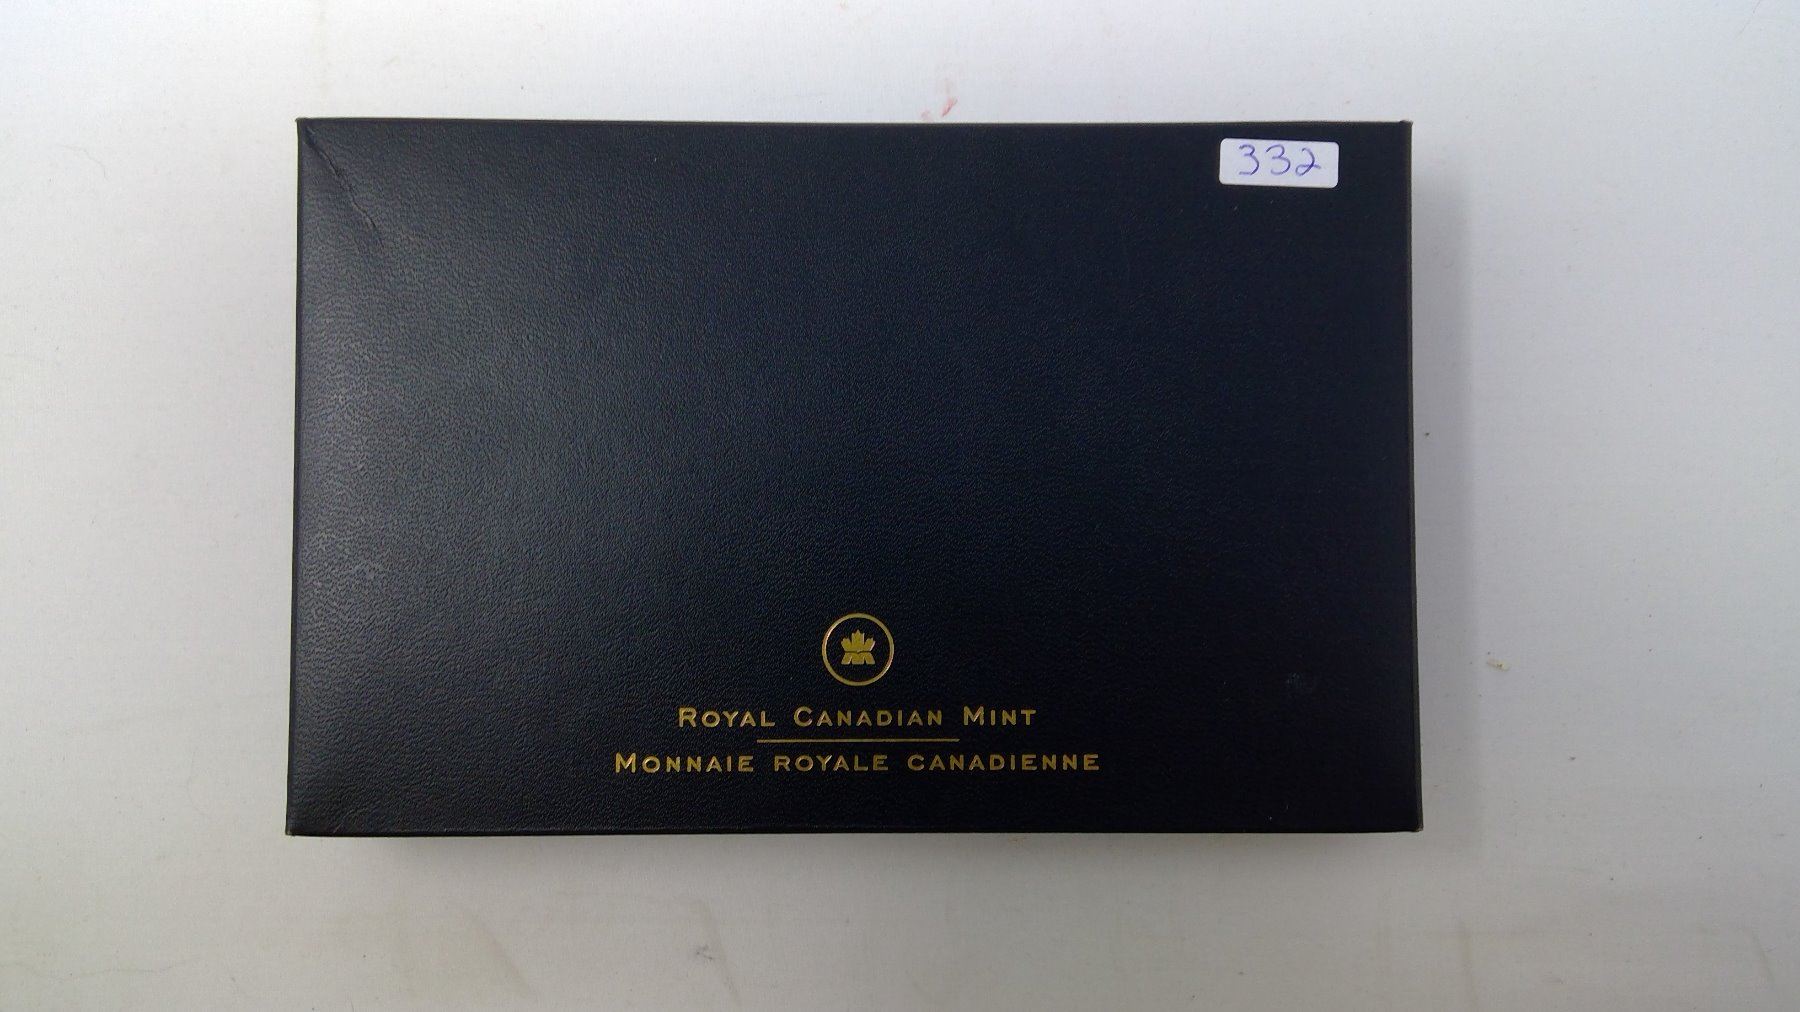 332
ROYAL CANADIAN MINT
MONNAIE ROYALE CANADIENNE